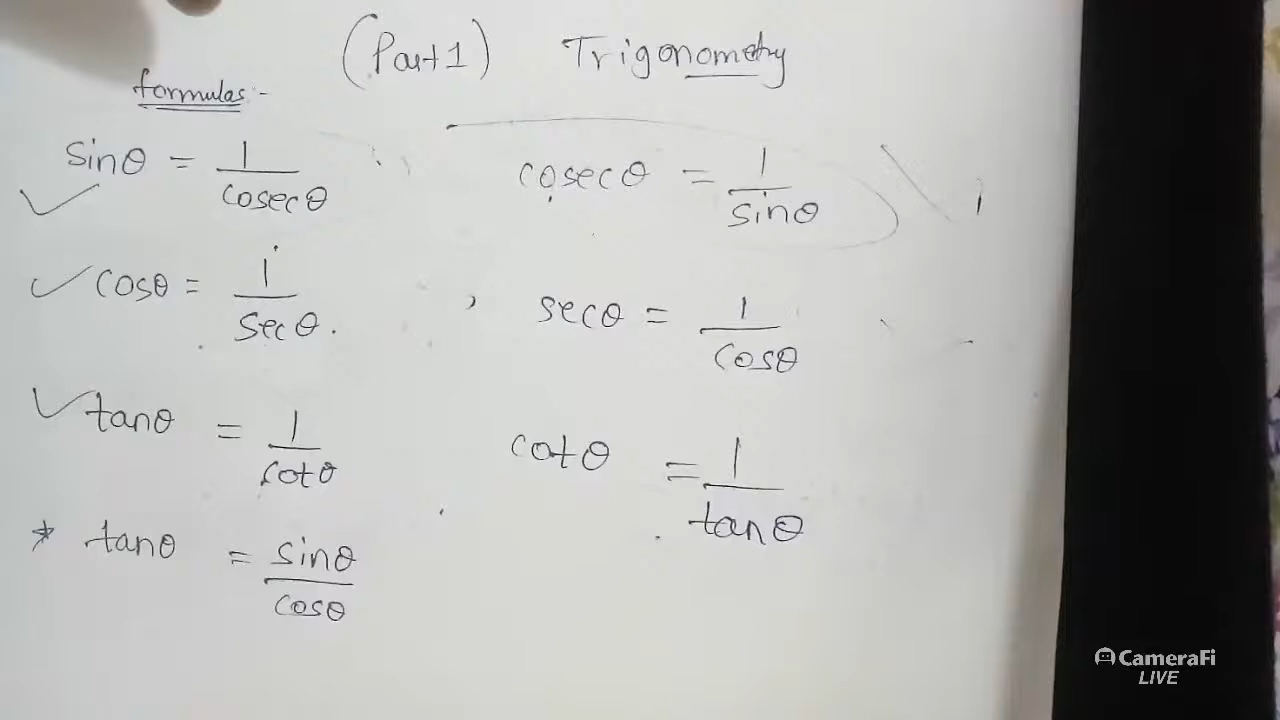 (Part 1) Trigonometry
formulas:-
sinθ = 1/cosecθ cosecθ = 1/sinθ
cosθ = 1/secθ. , secθ = 1/cosθ
tanθ = 1/cotθ cotθ = 1/tanθ
* tanθ = sinθ/cosθ
CameraFi
LIVE